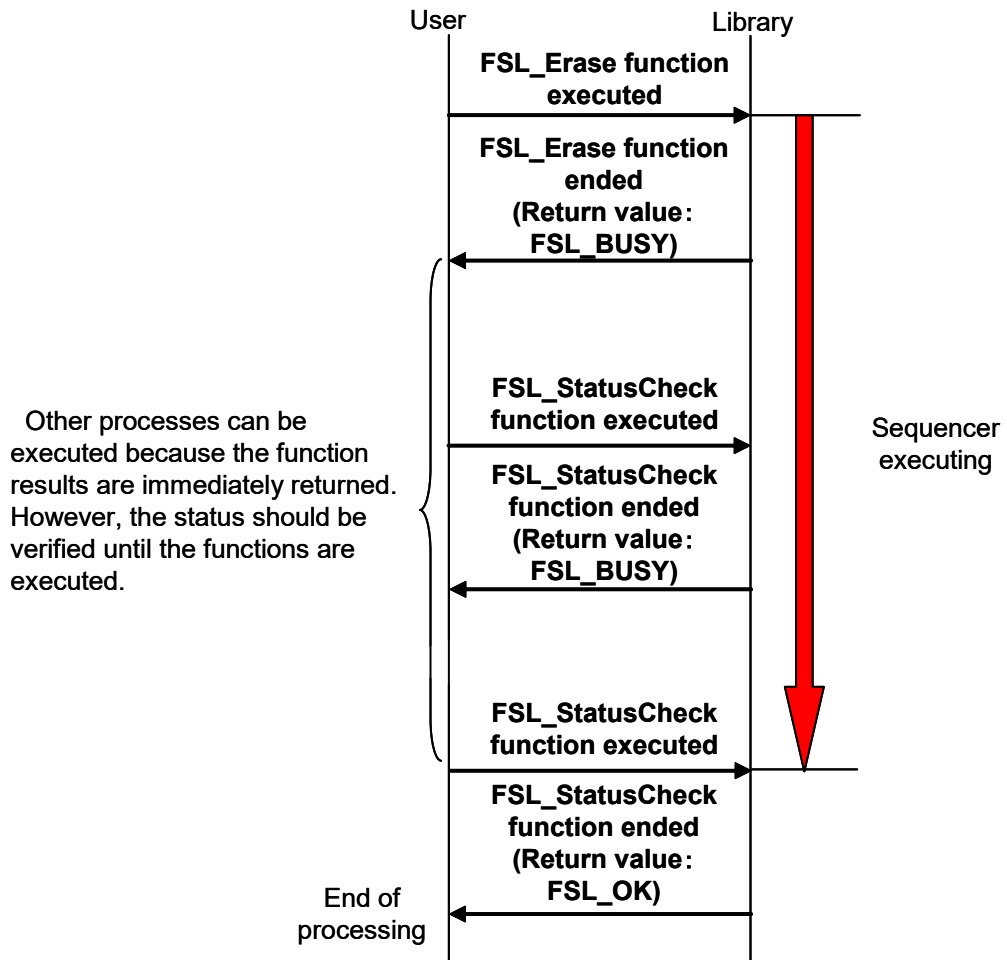 User
Library
FSL_Erase function
executed
FSL_Erase function
ended
(Return value:
FSL_BUSY)
FSL_StatusCheck
function executed
Other processes can be
executed because the function
results are immediately returned.
However, the status should be
verified until the functions are
executed.
Sequencer
executing
FSL_StatusCheck
function ended
(Return value:
FSL_BUSY)
FSL_StatusCheck
function executed
FSL_StatusCheck
function ended
(Return value:
FSL_OK)
End of
processing